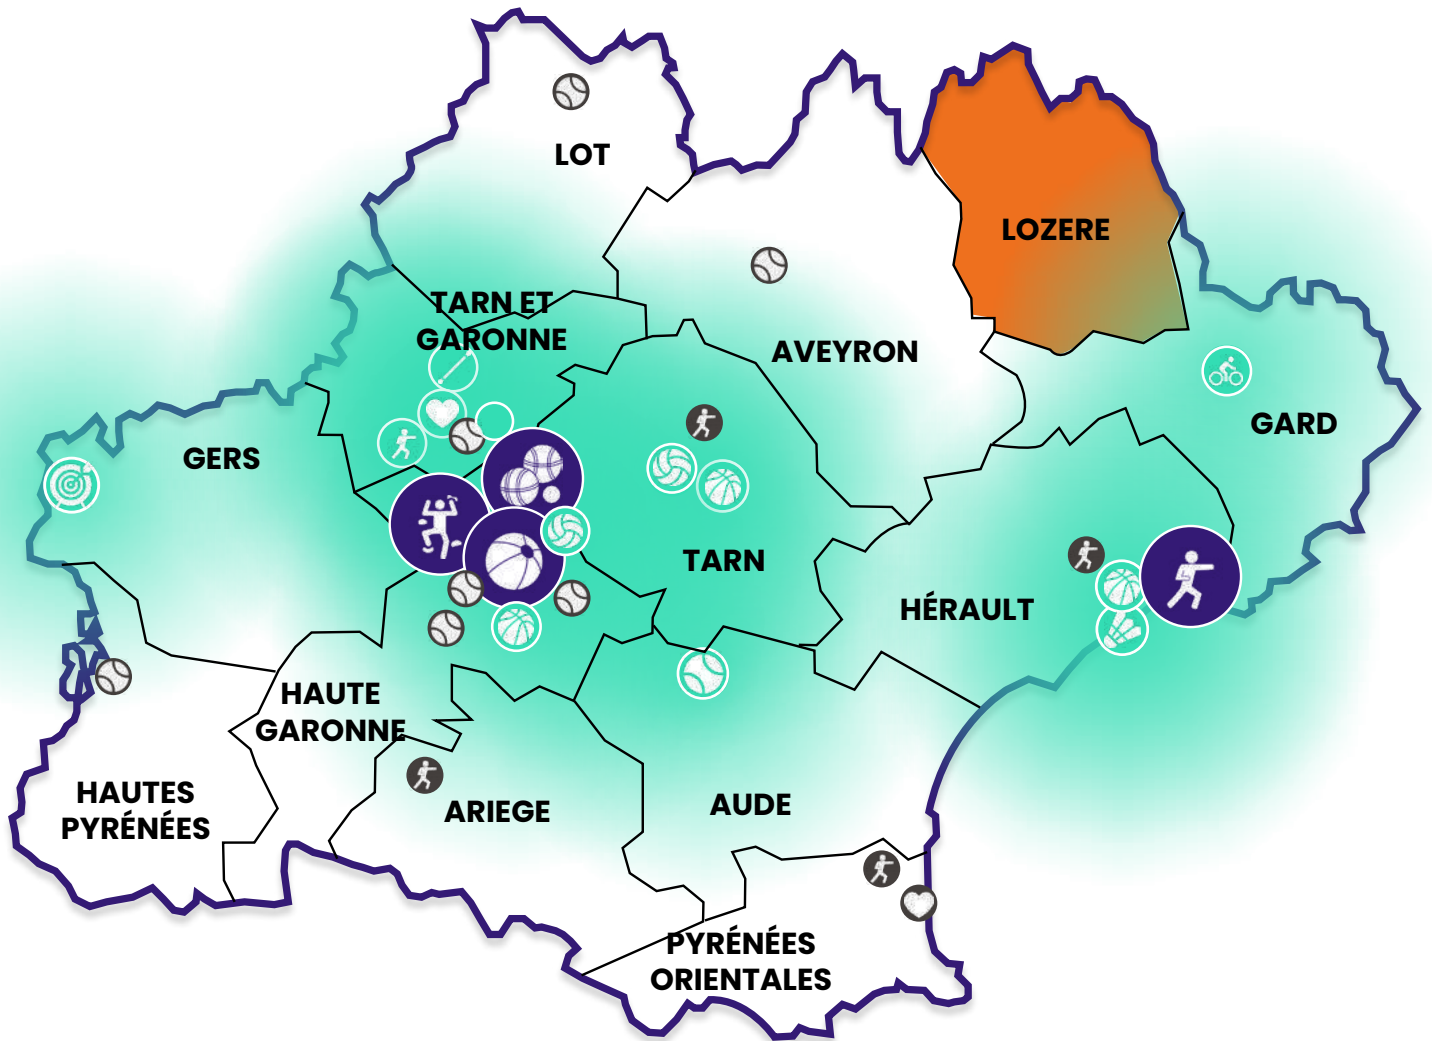 LOT
LOZERE
TARN ET
GARONNE
AVEYRON
GARD
GERS
TARN
HÉRAULT
HAUTE
GARONNE
HAUTES
PYRÉNÉES
ARIEGE
AUDE
PYRÉNÉES
ORIENTALES